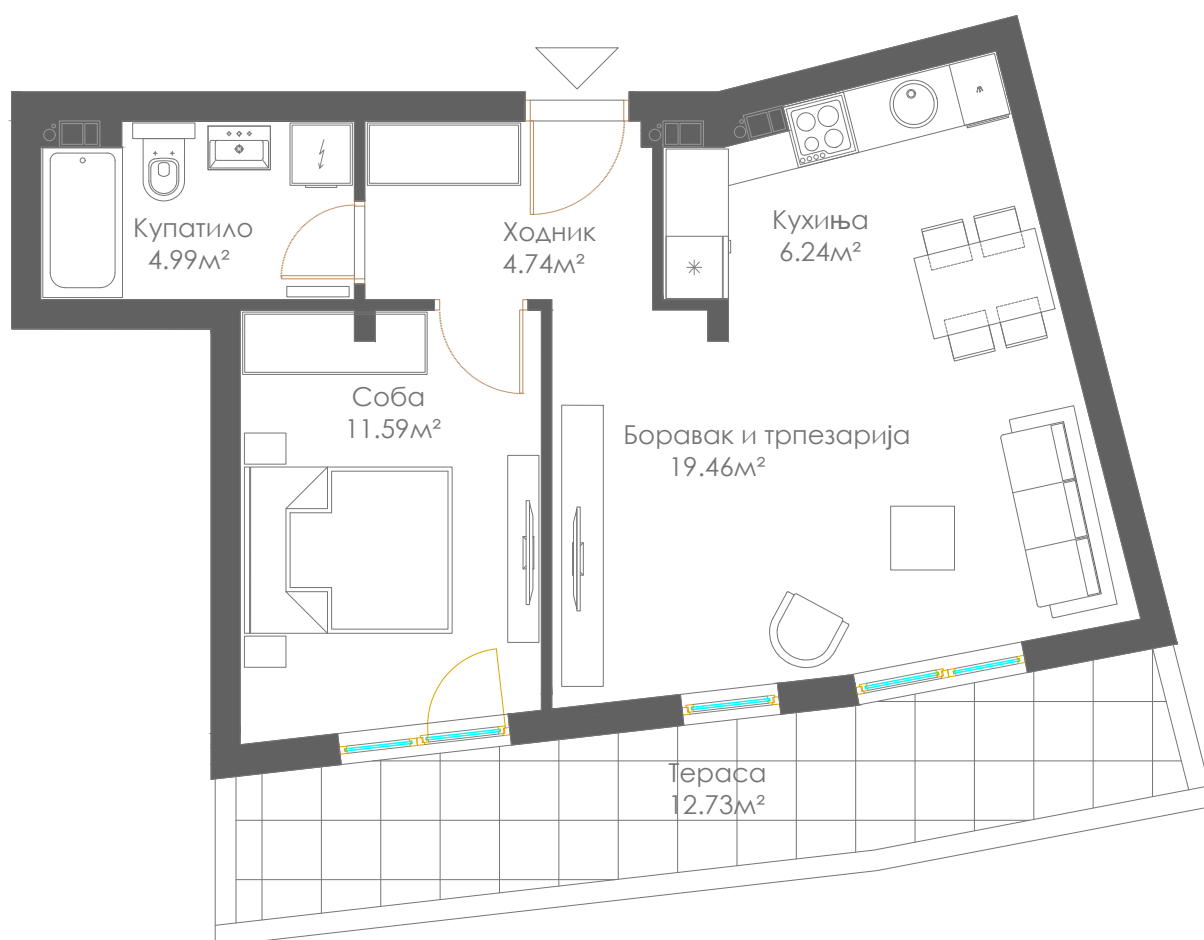 Купатило
4.99м²
Ходник
4.74м²
Кухиња
6.24м²
Соба
11.59м²
Боравак и трпезарија
19.46м²
Тераса
12.73м²